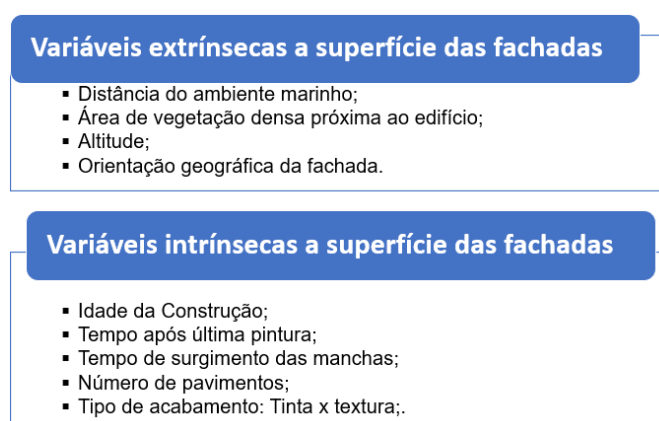 Variáveis extrínsecas a superfície das fachadas
▪ Distância do ambiente marinho;
▪ Área de vegetação densa próxima ao edifício;
▪ Altitude;
▪ Orientação geográfica da fachada.
Variáveis intrínsecas a superfície das fachadas
▪ Idade da Construção;
▪ Tempo após última pintura;
▪ Tempo de surgimento das manchas;
▪ Número de pavimentos;
▪ Tipo de acabamento: Tinta x textura;.